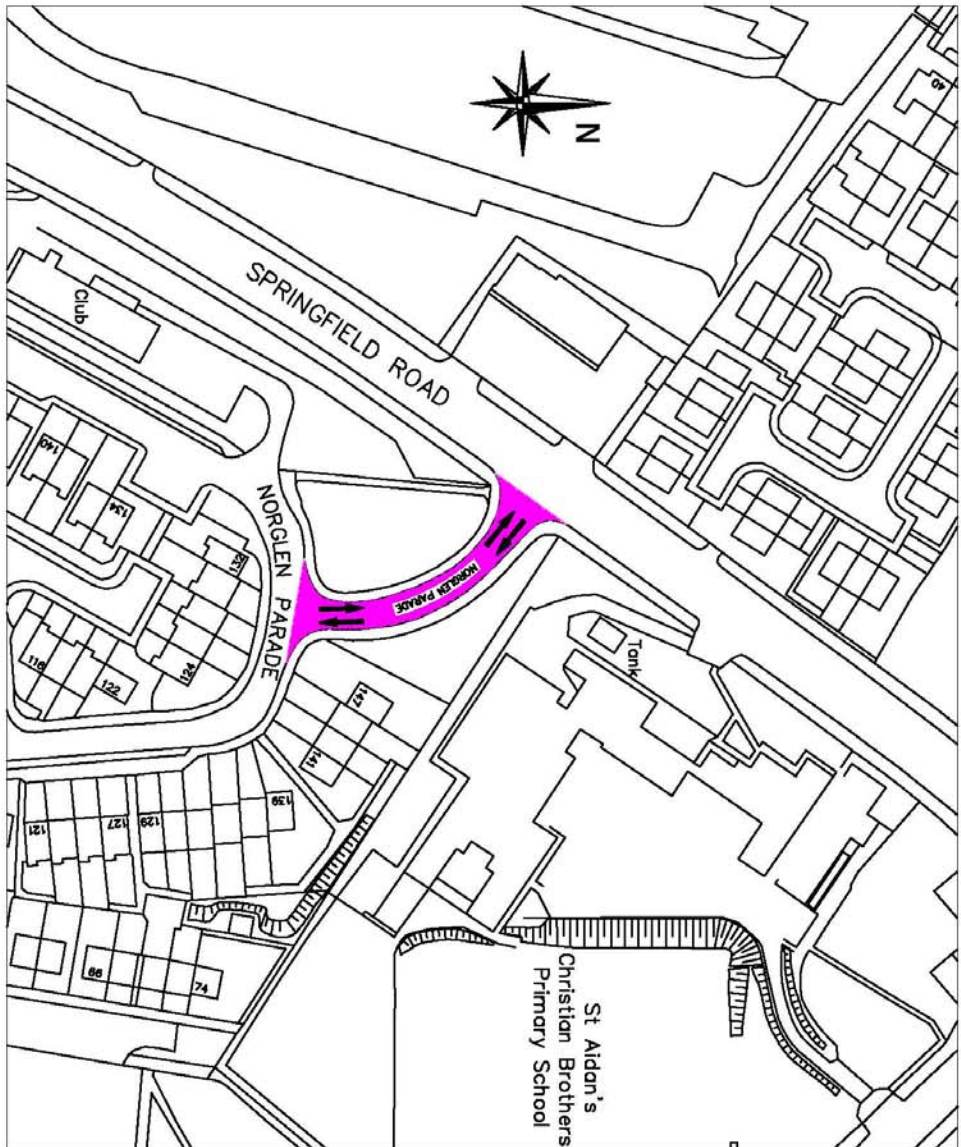 40
N
SPRINGFIELD ROAD
Club
NORGLEN PARADE
NORGLEN PARADE
140
134
132
124
122
116
Tank
147
141
139
129
127
121
66
74
St Aidan's
Christian Brothers
Primary School